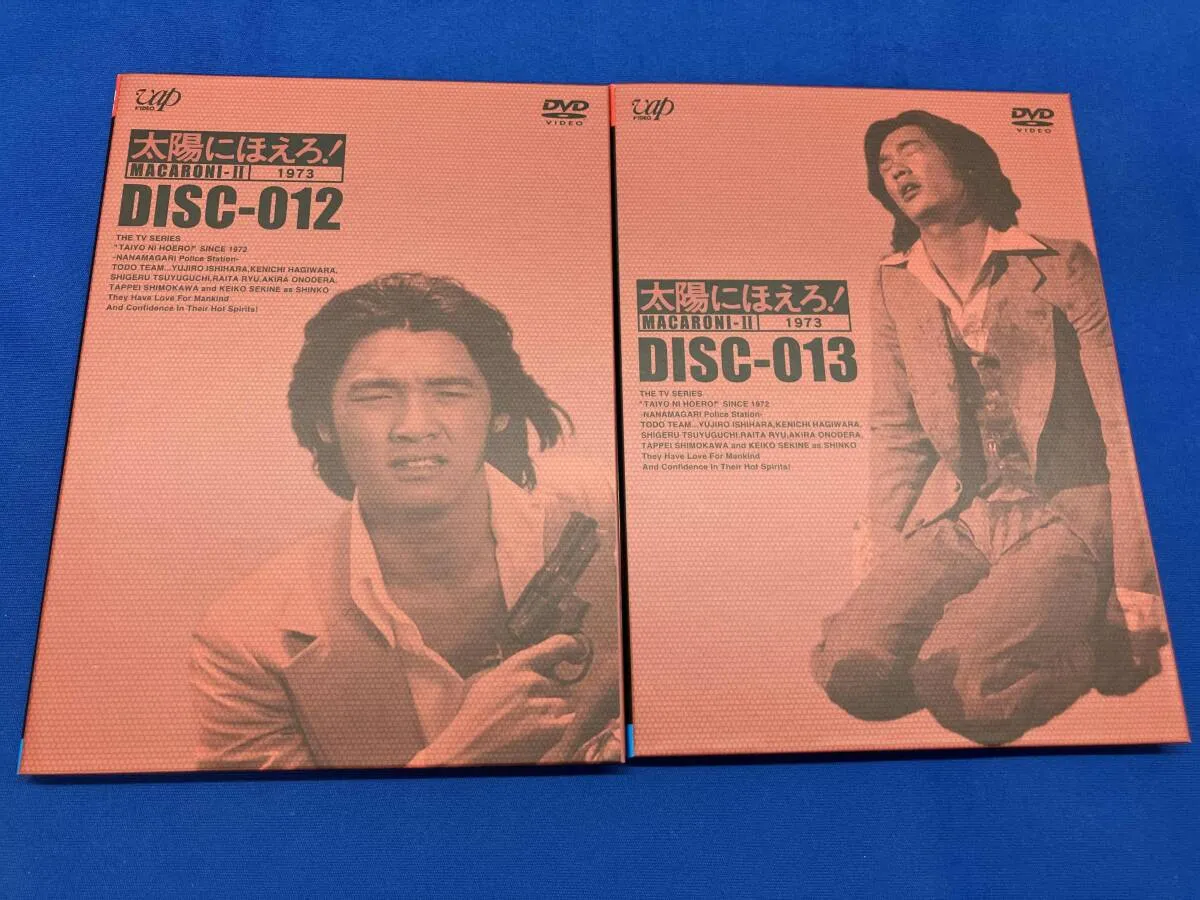 vap
VIDEO
DVD
VIDEO
太陽にほえろ!
MACARONI-II 1973
DISC-012
THE TV SERIES
"TAIYO NI HOERO!" SINCE 1972
-NANAMAGARI Police Station-
TODO TEAM...YUJIRO ISHIHARA,KENICHI HAGIWARA,
SHIGERU TSUYUGUCHI,RAITA RYU,AKIRA ONODERA,
TAPPEI SHIMOKAWA and KEIKO SEKINE as SHINKO
They Have Love For Mankind
And Confidence In Their Hot Spirits!
vap
VIDEO
DVD
VIDEO
太陽にほえろ!
MACARONI-II 1973
DISC-013
THE TV SERIES
"TAIYO NI HOERO!" SINCE 1972
-NANAMAGARI Police Station-
TODO TEAM...YUJIRO ISHIHARA,KENICHI HAGIWARA,
SHIGERU TSUYUGUCHI,RAITA RYU,AKIRA ONODERA,
TAPPEI SHIMOKAWA and KEIKO SEKINE as SHINKO
They Have Love For Mankind
And Confidence In Their Hot Spirits!